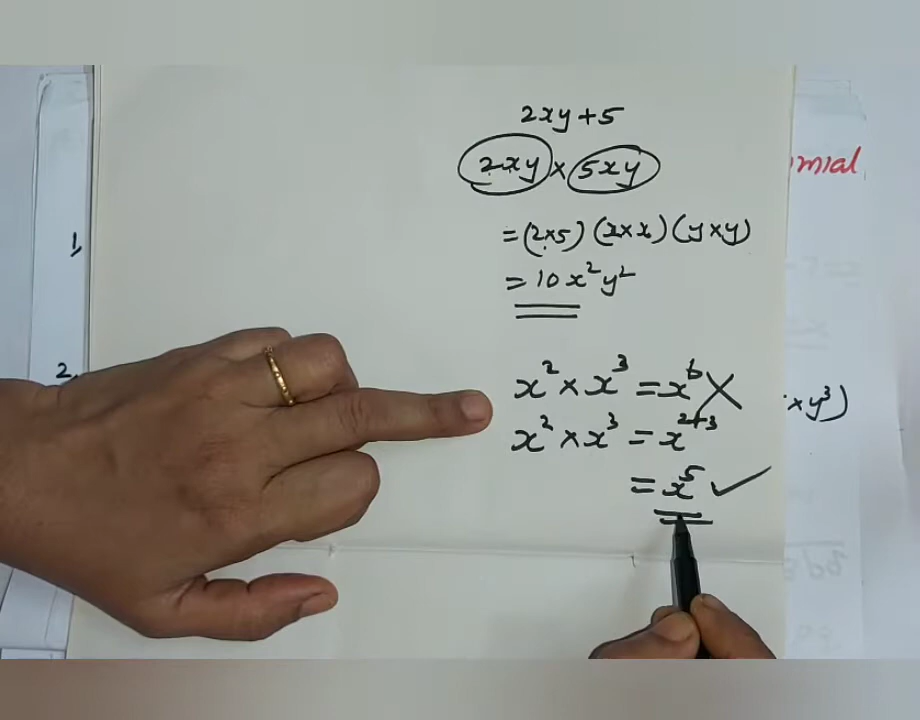 2xy+5
2xy × 5xy
= (2×5) (x×x) (y×y)
= 10x²y²
x² × x³ = x⁶ ✗
x² × x³ = x²⁺³
= x⁵ ✓
mial
1,
2.
×y³)